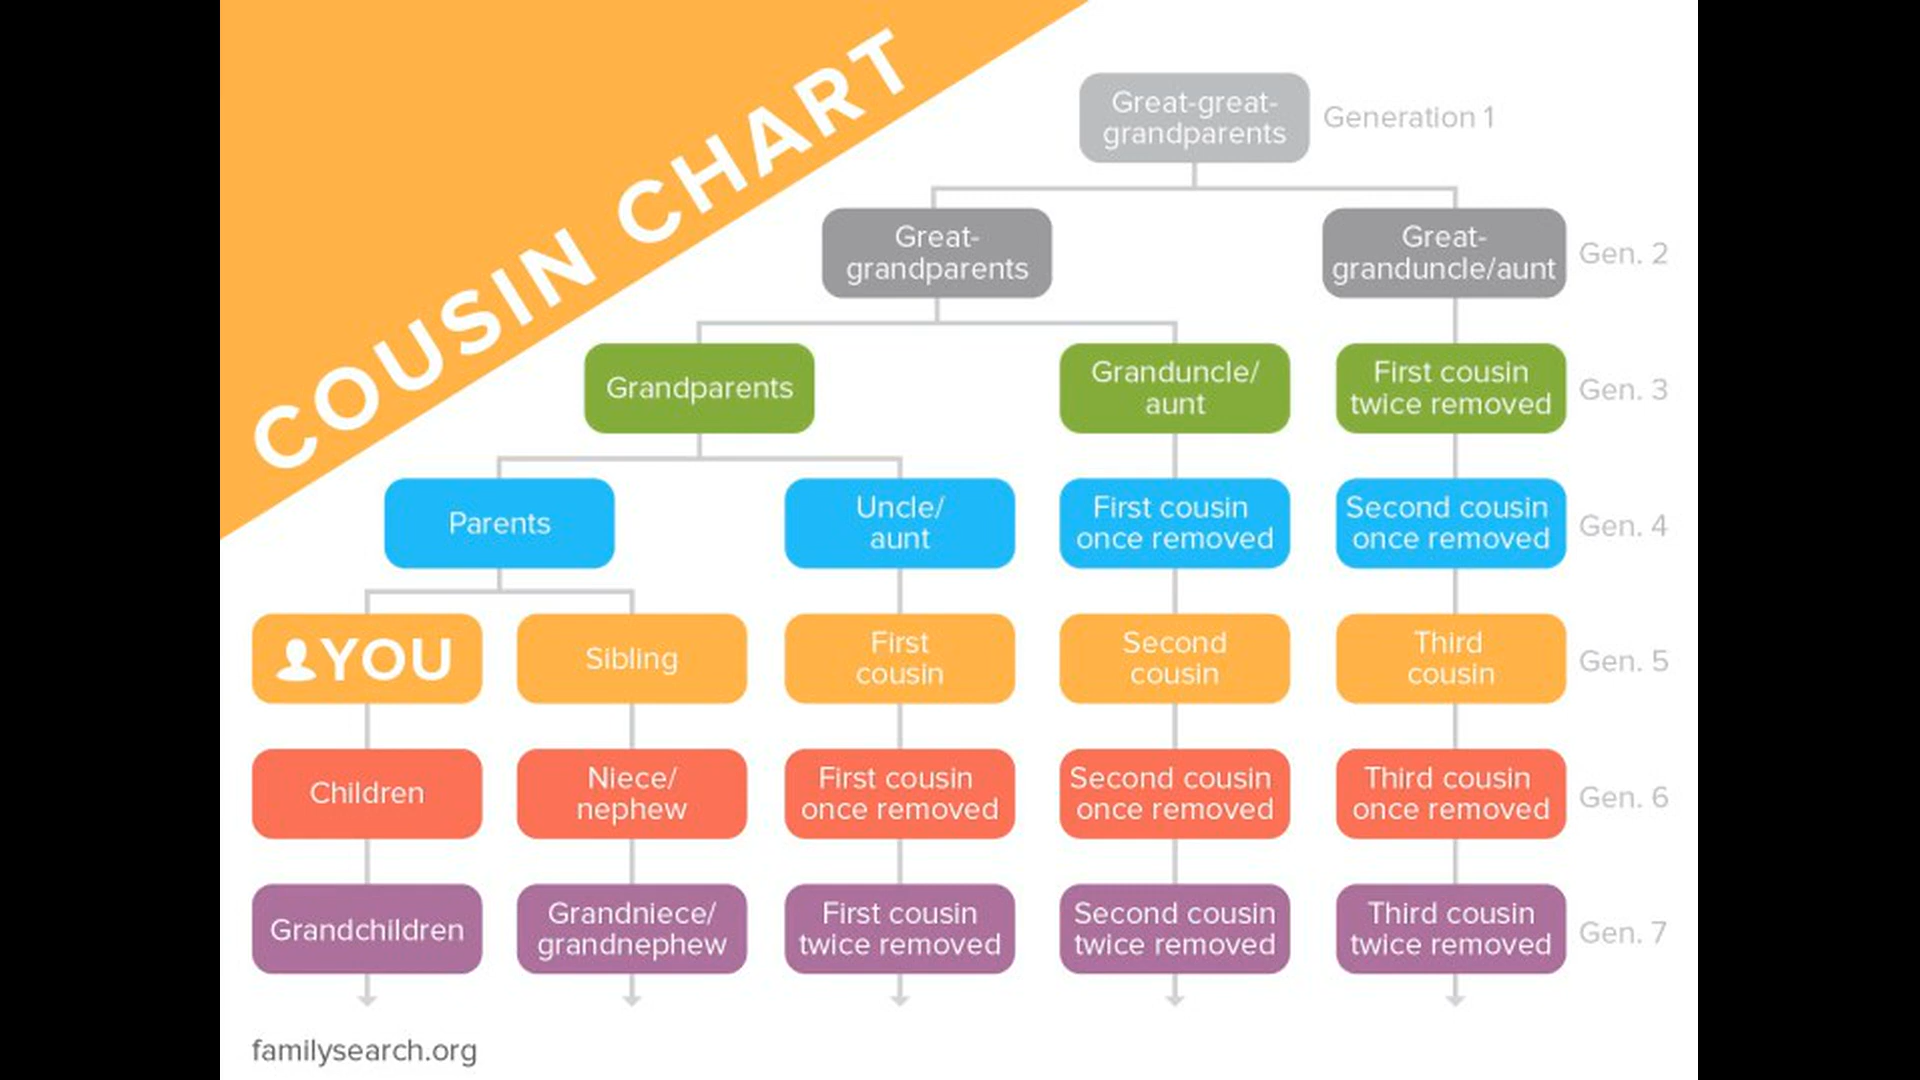 COUSIN CHART
Great-great-
grandparents
Generation 1
Great-
grandparents
Great-
granduncle/aunt
Gen. 2
Grandparents
Granduncle/
aunt
First cousin
twice removed
Gen. 3
Parents
Uncle/
aunt
First cousin
once removed
Second cousin
once removed
Gen. 4
YOU
Sibling
First
cousin
Second
cousin
Third
cousin
Gen. 5
Children
Niece/
nephew
First cousin
once removed
Second cousin
once removed
Third cousin
once removed
Gen. 6
Grandchildren
Grandniece/
grandnephew
First cousin
twice removed
Second cousin
twice removed
Third cousin
twice removed
Gen. 7
familysearch.org